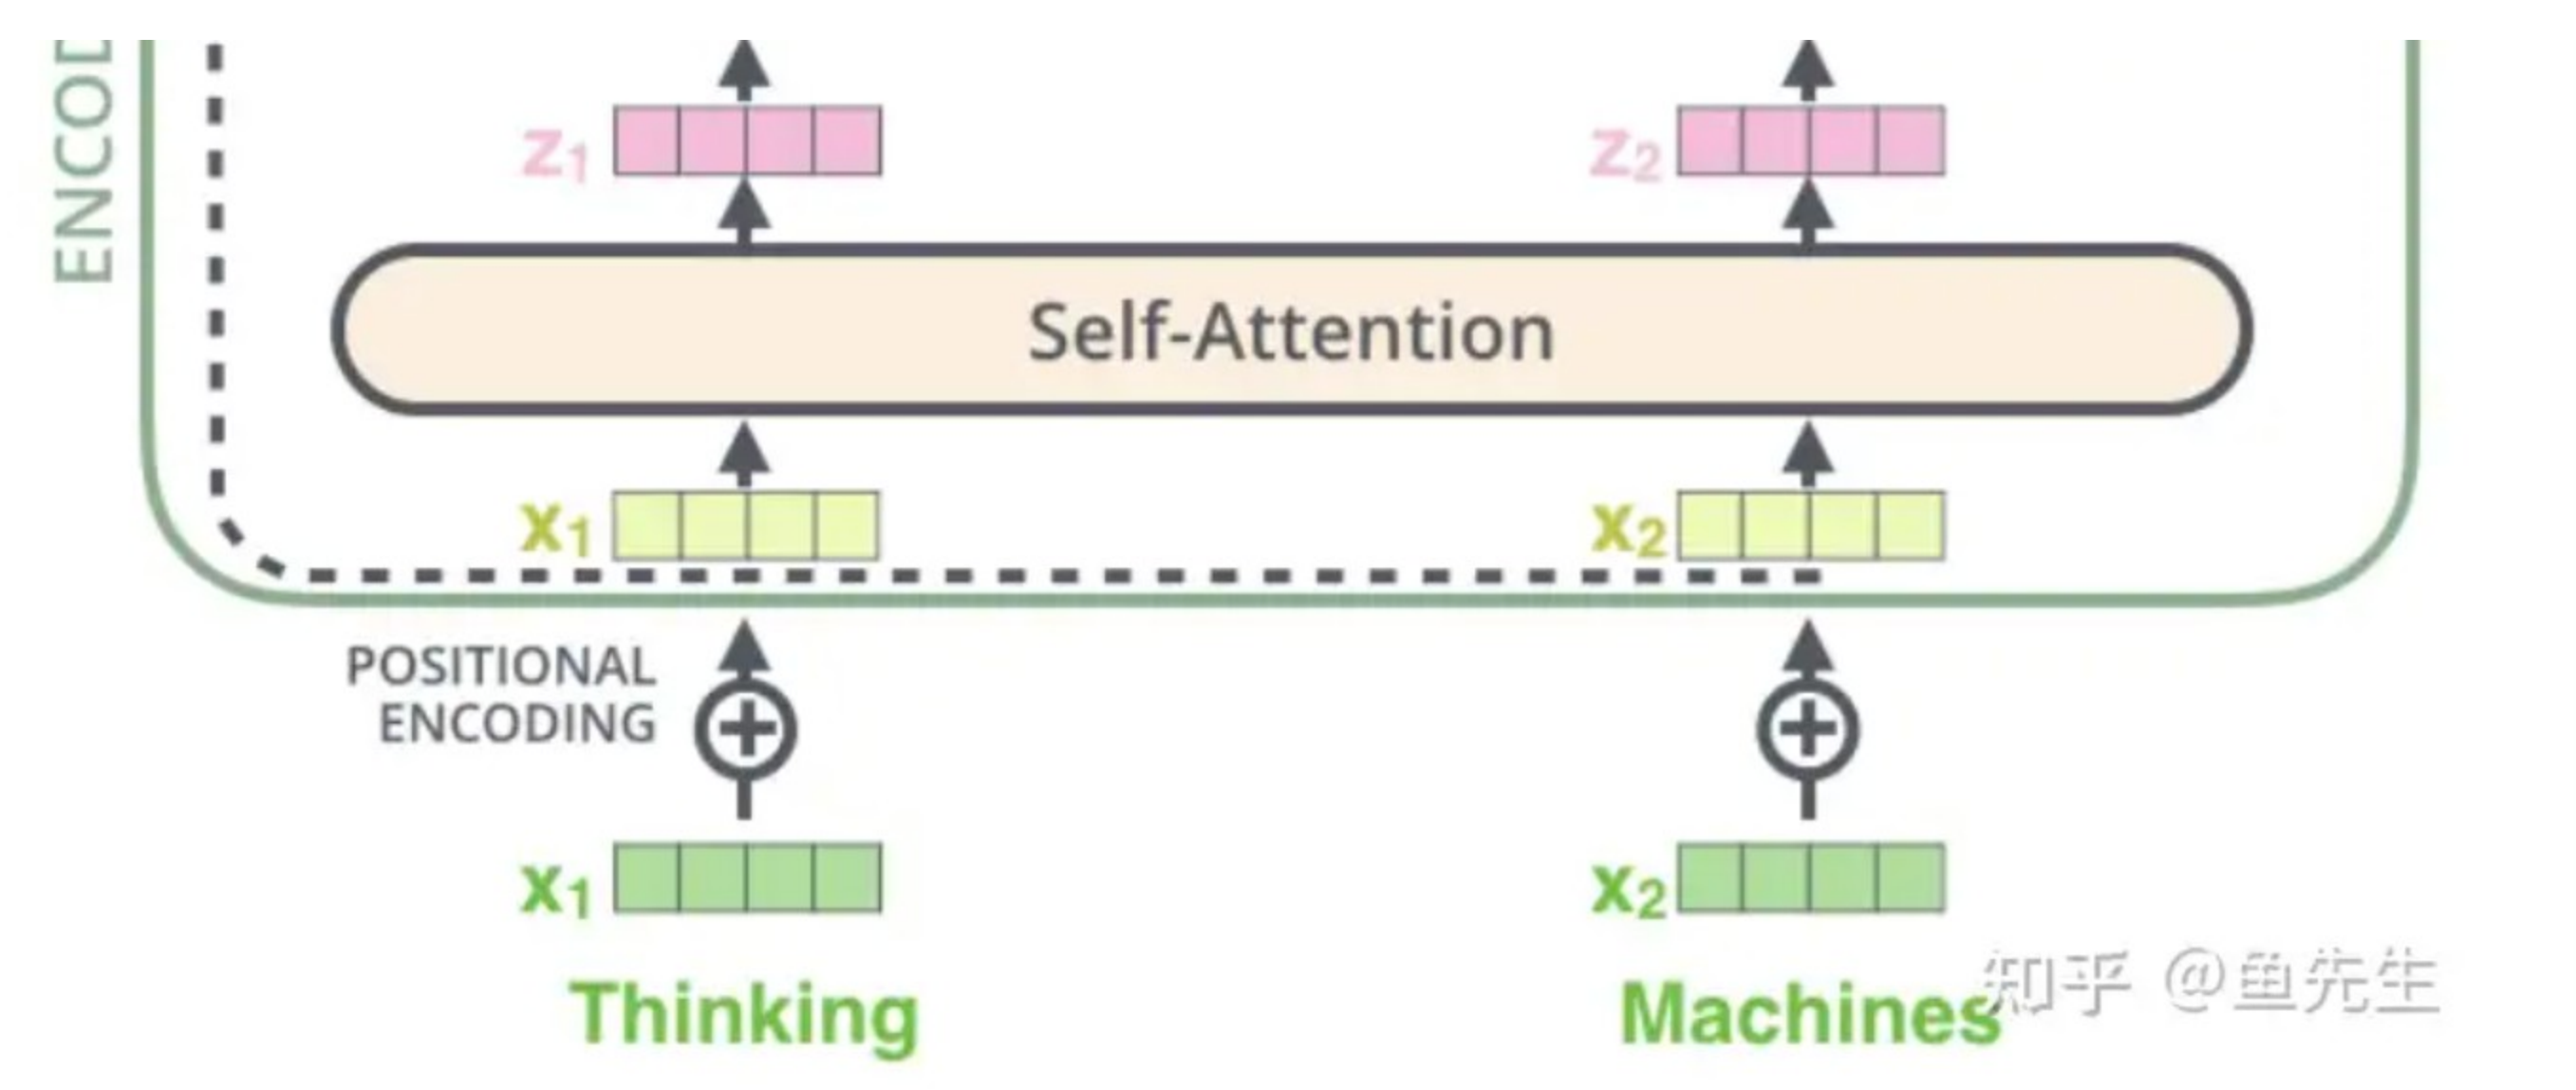 ENCOD
z1
z2
Self-Attention
x1
x2
POSITIONAL
ENCODING
x1
x2
Thinking
Machines
知乎 @鱼先生